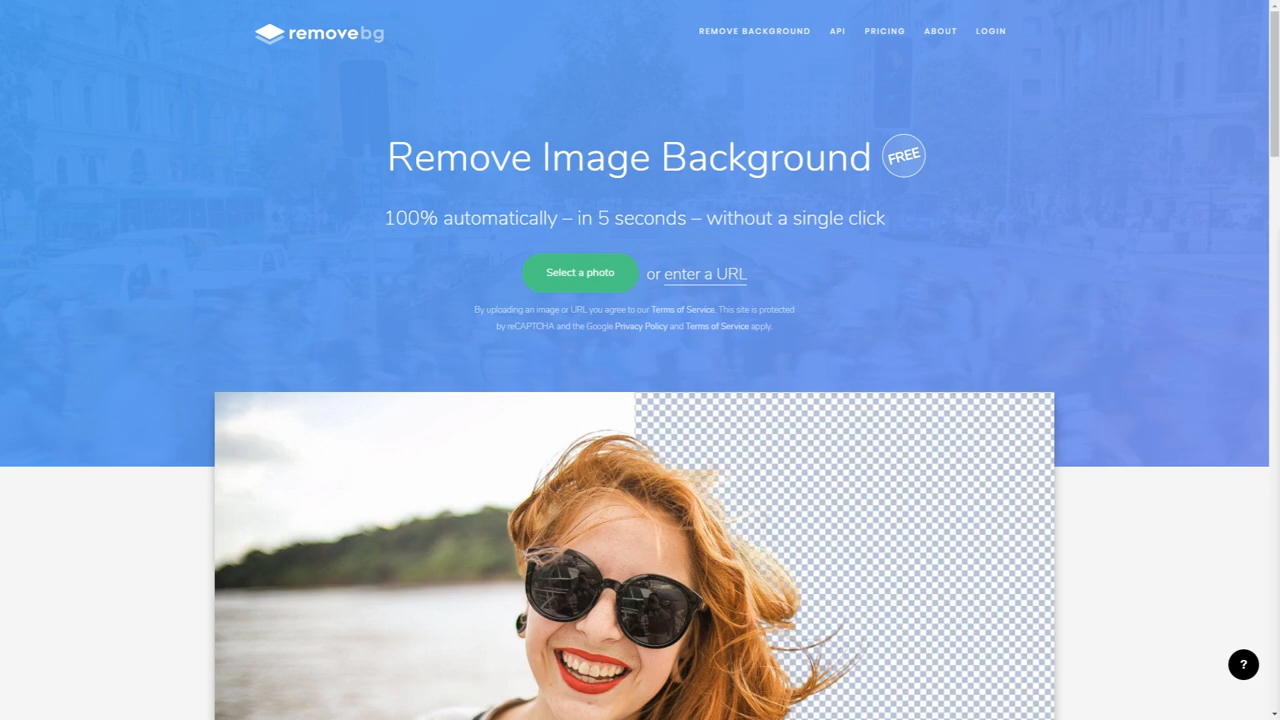 removebg
REMOVE BACKGROUND API PRICING ABOUT LOGIN
Remove Image Background FREE
100% automatically – in 5 seconds – without a single click
Select a photo or enter a URL
By uploading an image or URL you agree to our Terms of Service. This site is protected
by reCAPTCHA and the Google Privacy Policy and Terms of Service apply.
?